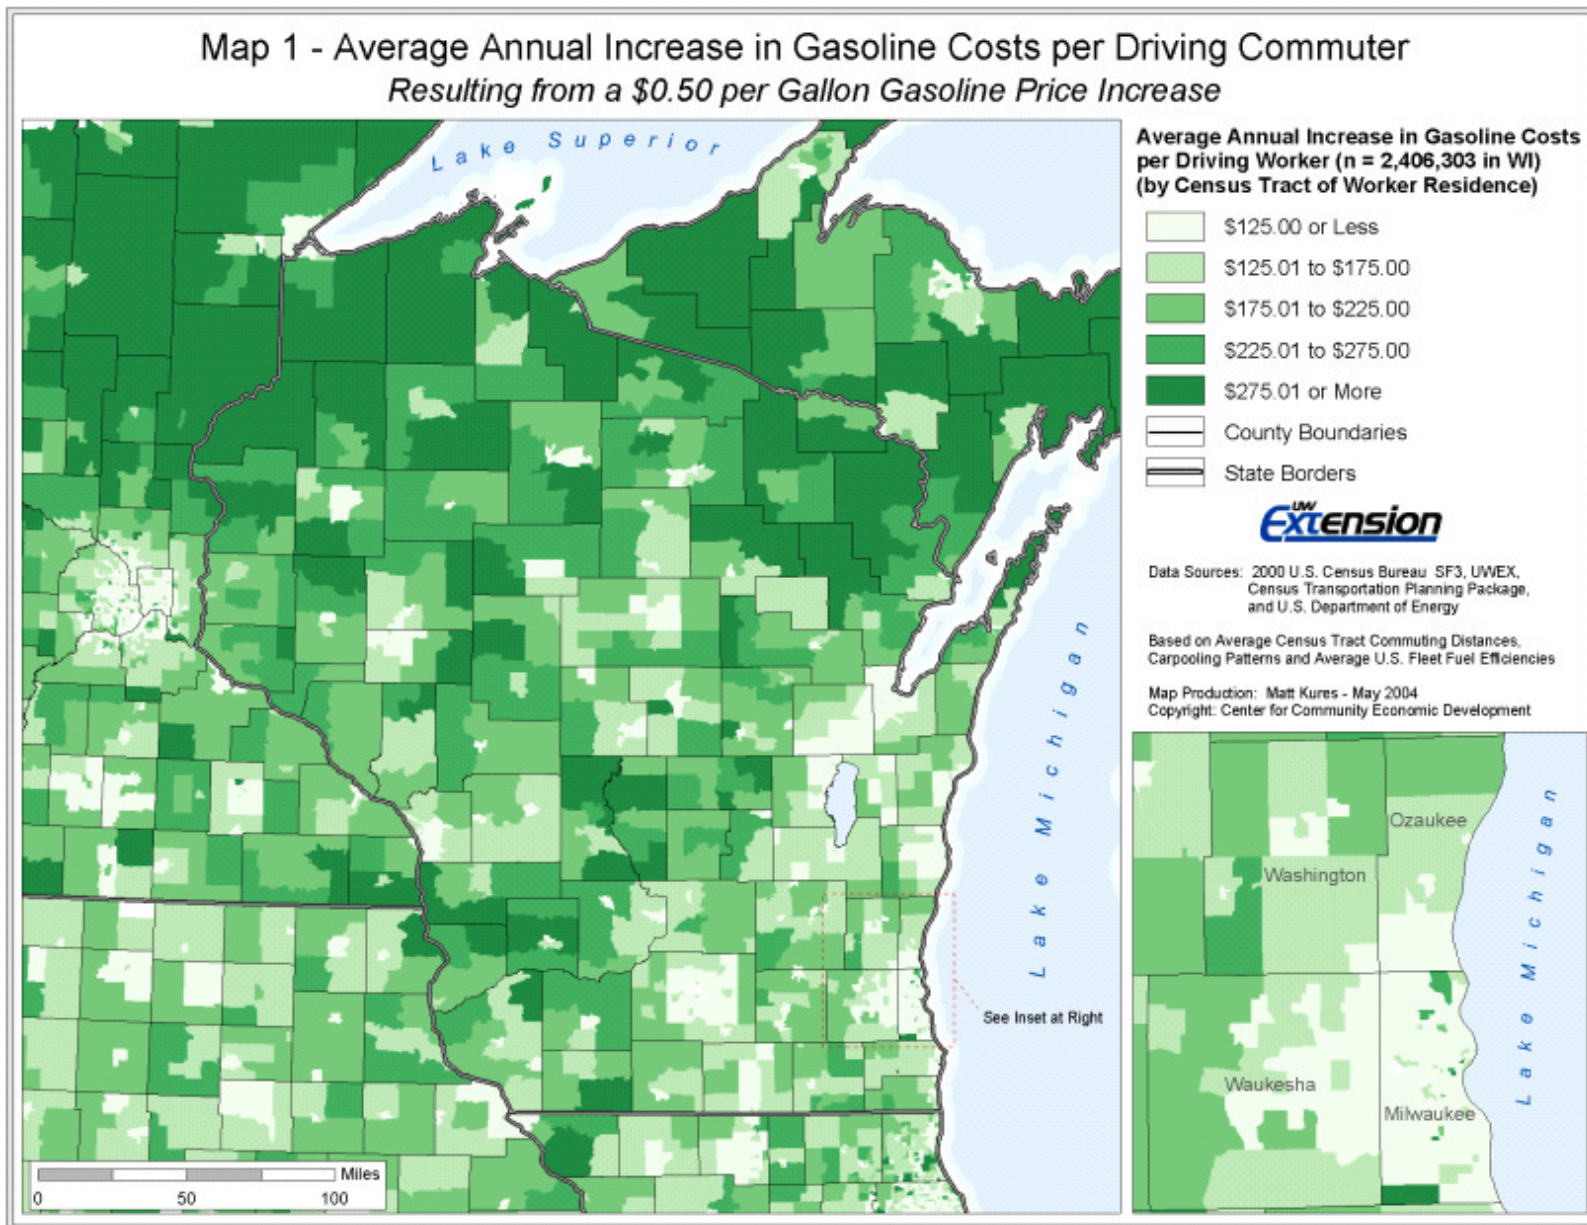 Map 1 - Average Annual Increase in Gasoline Costs per Driving Commuter
Resulting from a $0.50 per Gallon Gasoline Price Increase
Lake Superior
Lake Michigan
See Inset at Right
Miles
0 50 100
Average Annual Increase in Gasoline Costs
per Driving Worker (n = 2,406,303 in WI)
(by Census Tract of Worker Residence)
$125.00 or Less
$125.01 to $175.00
$175.01 to $225.00
$225.01 to $275.00
$275.01 or More
County Boundaries
State Borders
UW
Extension
Data Sources: 2000 U.S. Census Bureau SF3, UWEX,
Census Transportation Planning Package,
and U.S. Department of Energy
Based on Average Census Tract Commuting Distances,
Carpooling Patterns and Average U.S. Fleet Fuel Efficiencies
Map Production: Matt Kures - May 2004
Copyright: Center for Community Economic Development
Ozaukee
Washington
Waukesha
Milwaukee
Lake Michigan